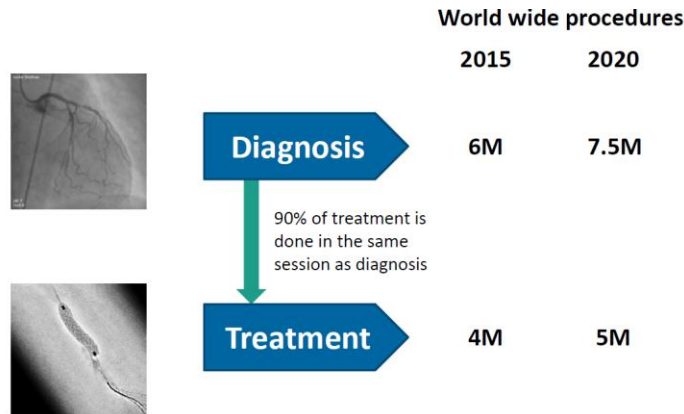 World wide procedures
2015 2020
Diagnosis 6M 7.5M
90% of treatment is
done in the same
session as diagnosis
Treatment 4M 5M